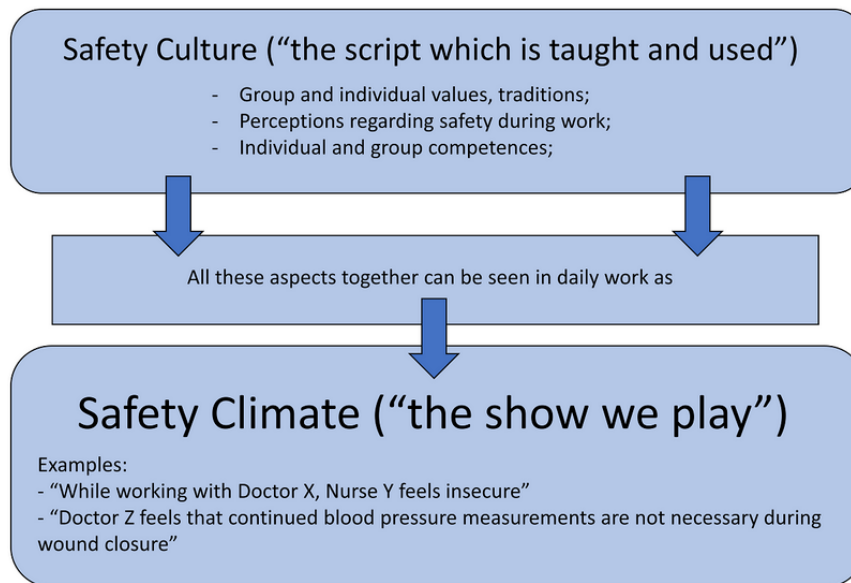 Safety Culture (“the script which is taught and used”)
- Group and individual values, traditions;
- Perceptions regarding safety during work;
- Individual and group competences;
All these aspects together can be seen in daily work as
Safety Climate (“the show we play”)
Examples:
- “While working with Doctor X, Nurse Y feels insecure”
- “Doctor Z feels that continued blood pressure measurements are not necessary during
wound closure”